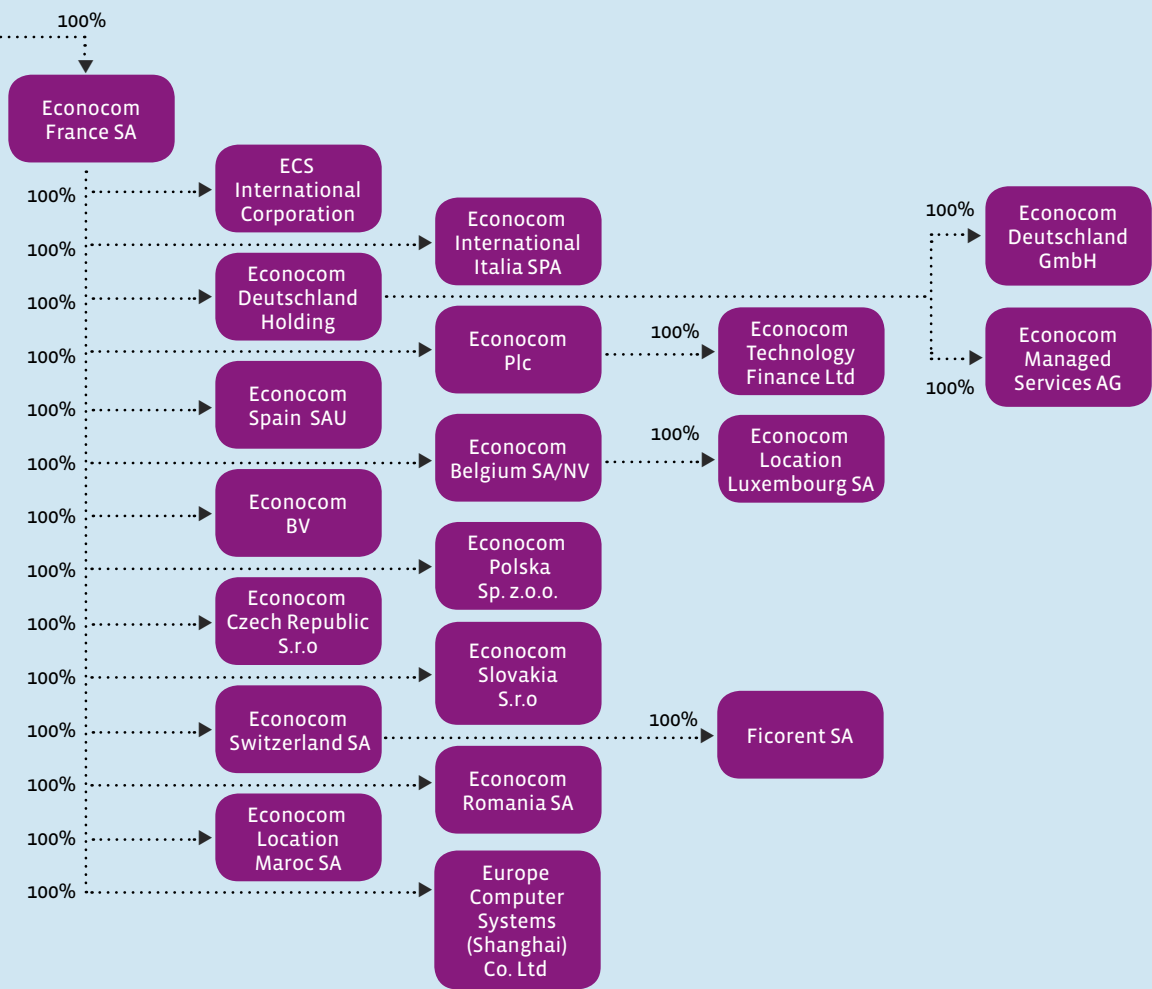 100%
Econocom
France SA
100%
ECS
International
Corporation
100%
Econocom
International
Italia SPA
100%
Econocom
Deutschland
Holding
100%
Econocom
Deutschland
GmbH
100%
Econocom
Managed
Services AG
100%
Econocom
Plc
100%
Econocom
Technology
Finance Ltd
100%
Econocom
Spain SAU
100%
Econocom
Belgium SA/NV
100%
Econocom
Location
Luxembourg SA
100%
Econocom
BV
100%
Econocom
Polska
Sp. z.o.o.
100%
Econocom
Czech Republic
S.r.o
100%
Econocom
Slovakia
S.r.o
100%
Econocom
Switzerland SA
100%
Ficorent SA
100%
Econocom
Romania SA
100%
Econocom
Location
Maroc SA
100%
Europe
Computer
Systems
(Shanghai)
Co. Ltd